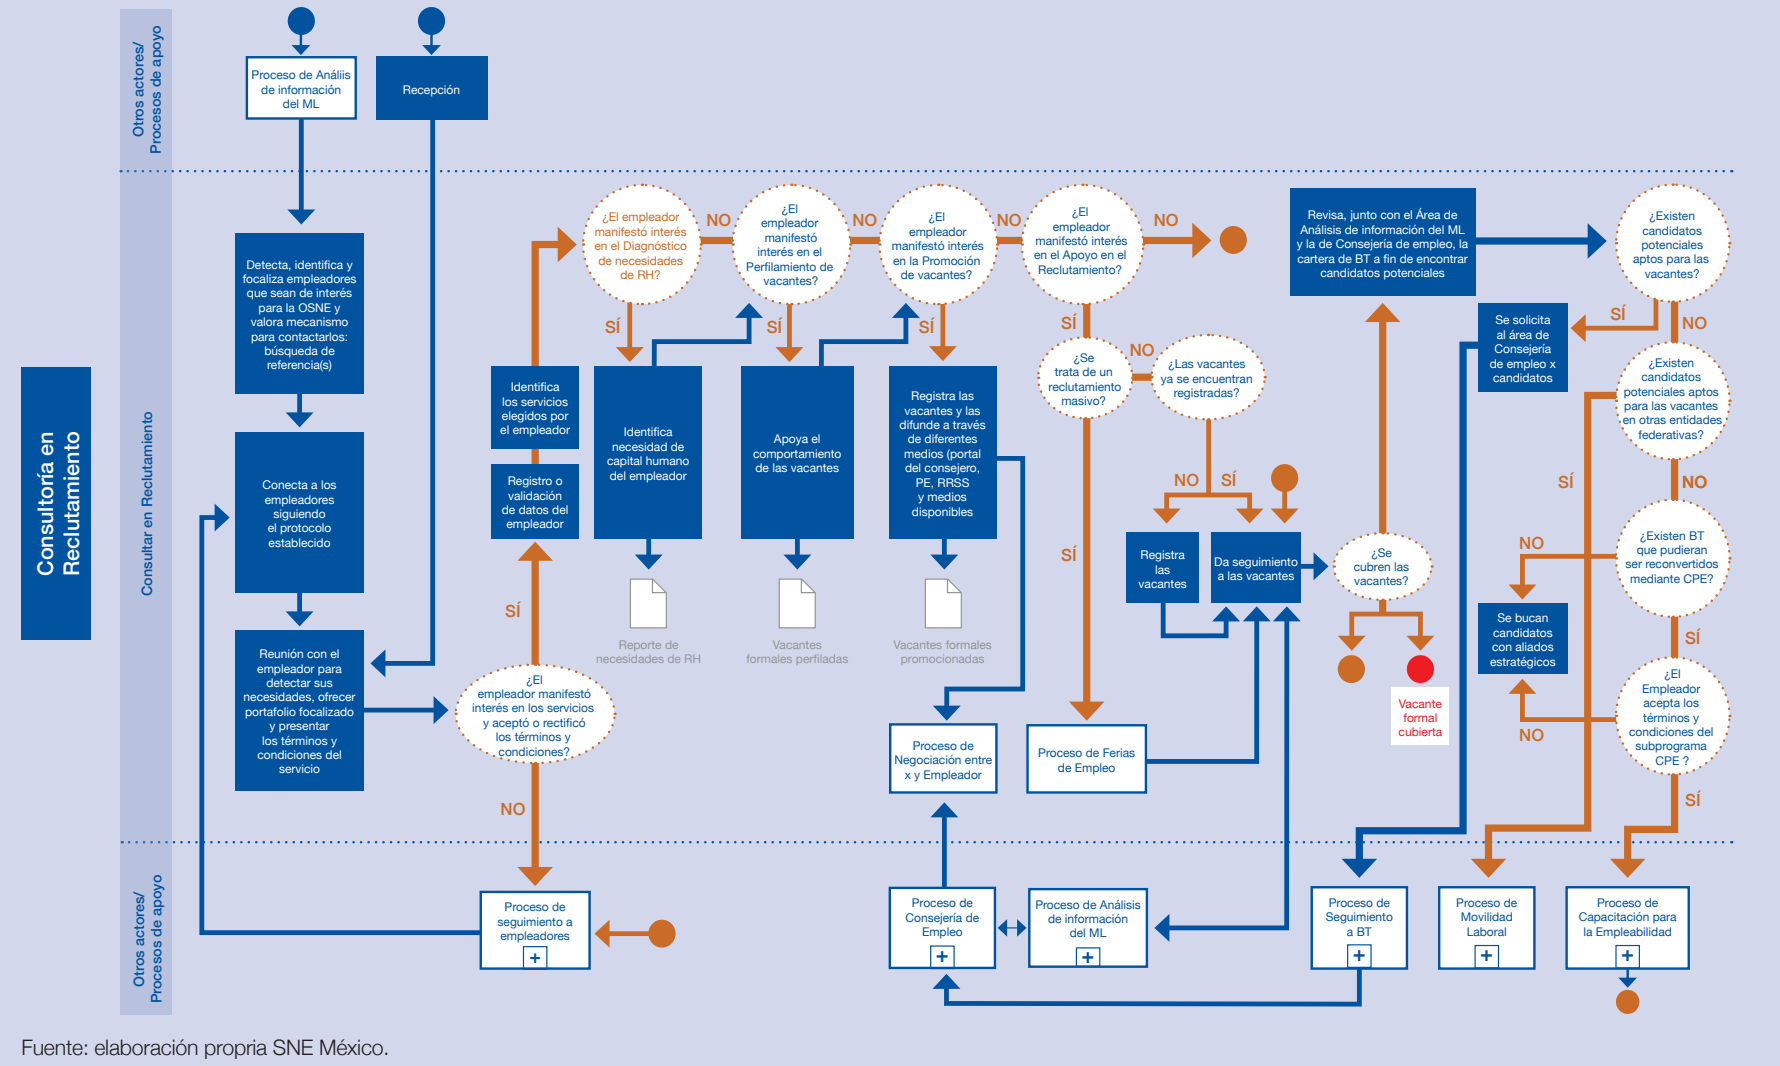 Consultoría en
Reclutamiento
Otros actores/
Procesos de apoyo
Consultar en Reclutamiento
Otros actores/
Procesos de apoyo
Proceso de Análiis
de información
del ML
Recepción
Detecta, identifica y
focaliza empleadores
que sean de interés
para la OSNE y
valora mecanismo
para contactarlos:
búsqueda de
referencia(s)
Conecta a los
empleadores
siguiendo
el protocolo
establecido
Reunión con el
empleador para
detectar sus
necesidades, ofrecer
portafolio focalizado
y presentar
los términos y
condiciones del
servicio
¿El
empleador manifestó
interés en los servicios
y aceptó o rectificó
los términos y
condiciones?
SÍ
NO
Registro o
validación
de datos del
empleador
Identifica
los servicios
elegidos por
el empleador
Proceso de
seguimiento a
empleadores
+
¿El empleador
manifestó interés
en el Diagnóstico
de necesidades
de RH?
NO
SÍ
Identifica
necesidad de
capital humano
del empleador
Reporte de
necesidades de RH
¿El
empleador
manifestó
interés en el
Perfilamiento de
vacantes?
NO
SÍ
Apoya el
comportamiento
de las vacantes
Vacantes
formales perfiladas
¿El
empleador
manifestó interés
en la Promoción
de vacantes?
NO
SÍ
Registra las
vacantes y las
difunde a través
de diferentes
medios (portal
del consejero,
PE, RRSS
y medios
disponibles
Vacantes formales
promocionadas
¿El
empleador
manifestó interés
en el Apoyo en el
Reclutamiento?
NO
SÍ
¿Se
trata de un
reclutamiento
masivo?
NO
SÍ
¿Las vacantes
ya se encuentran
registradas?
NO
SÍ
Registra
las
vacantes
Da seguimiento
a las vacantes
¿Se
cubren las
vacantes?
Vacante
formal
cubierta
Proceso de
Negociación entre
x y Empleador
Proceso de Ferias
de Empleo
Proceso de
Consejería de
Empleo
+
Proceso de Análisis
de información
del ML
+
Revisa, junto con el Área de
Análisis de información del ML
y la de Consejería de empleo, la
cartera de BT a fin de encontrar
candidatos potenciales
¿Existen
candidatos
potenciales
aptos para las
vacantes?
SÍ
NO
Se solicita
al área de
Consejería
de empleo x
candidatos
¿Existen
candidatos
potenciales aptos
para las vacantes
en otras entidades
federativas?
SÍ
NO
¿Existen BT
que pudieran
ser reconvertidos
mediante CPE?
NO
SÍ
Se bucan
candidatos
con aliados
estratégicos
¿El
Empleador
acepta los
términos y
condiciones del
subprograma
CPE ?
NO
SÍ
Proceso de
Seguimiento
a BT
+
Proceso de
Movilidad
Laboral
+
Proceso de
Capacitación para
la Empleabilidad
+
Fuente: elaboración propria SNE México.